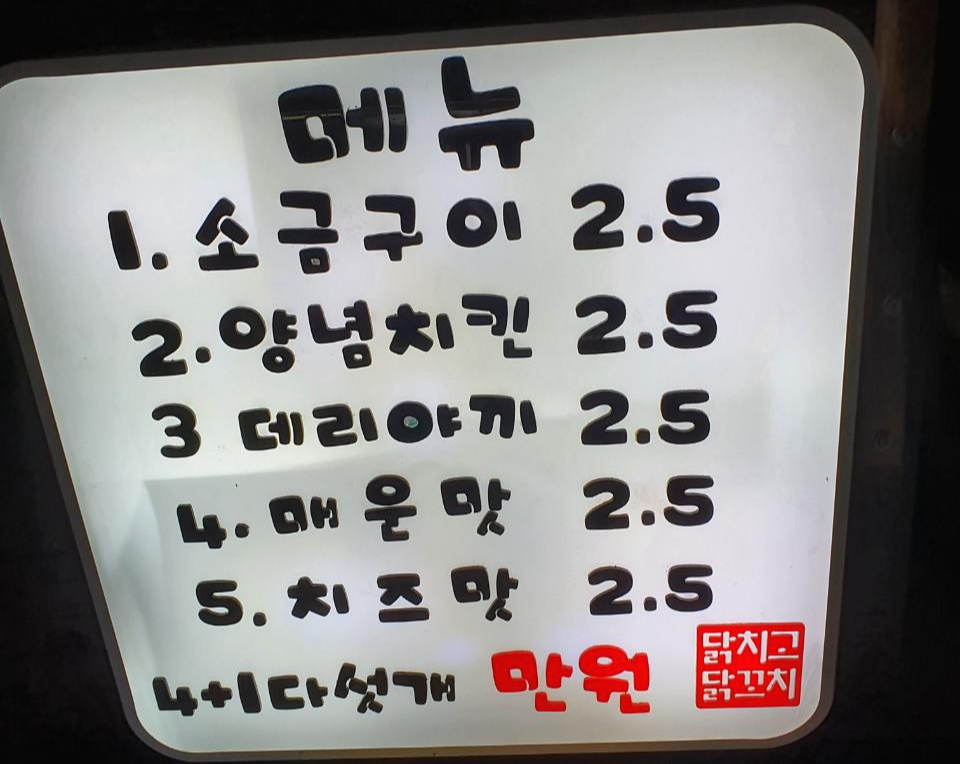 메뉴
1. 소금구이 2.5
2. 양념치킨 2.5
3 데리야끼 2.5
4. 매운맛 2.5
5. 치즈맛 2.5
4+1 다섯개 만원
닭치고
닭꼬치